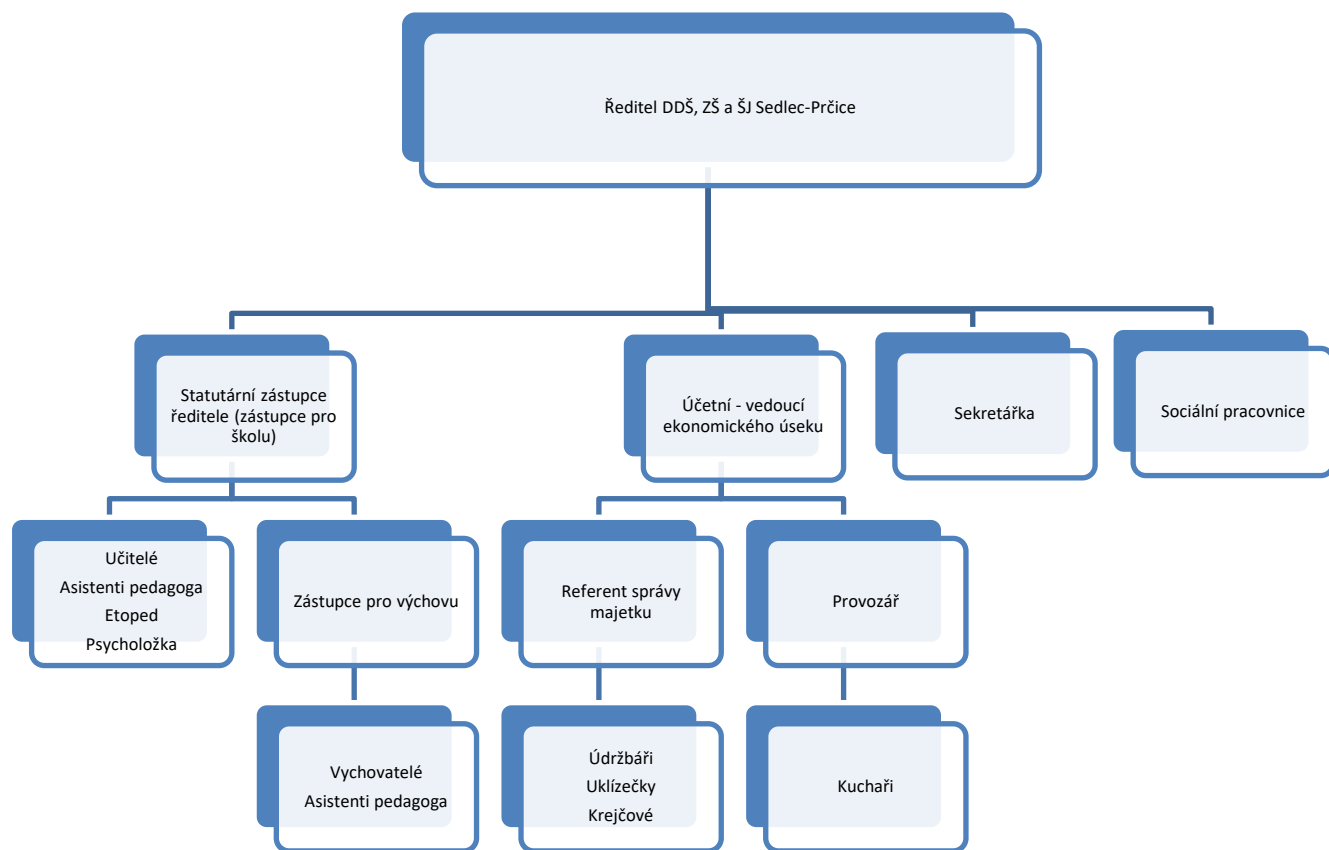 Ředitel DDŠ, ZŠ a ŠJ Sedlec-Prčice
Statutární zástupce
ředitele (zástupce pro
školu)
Účetní - vedoucí
ekonomického úseku
Sekretářka
Sociální pracovnice
Učitelé
Asistenti pedagoga
Etoped
Psycholožka
Zástupce pro výchovu
Referent správy
majetku
Provozář
Vychovatelé
Asistenti pedagoga
Údržbáři
Uklízečky
Krejčové
Kuchaři